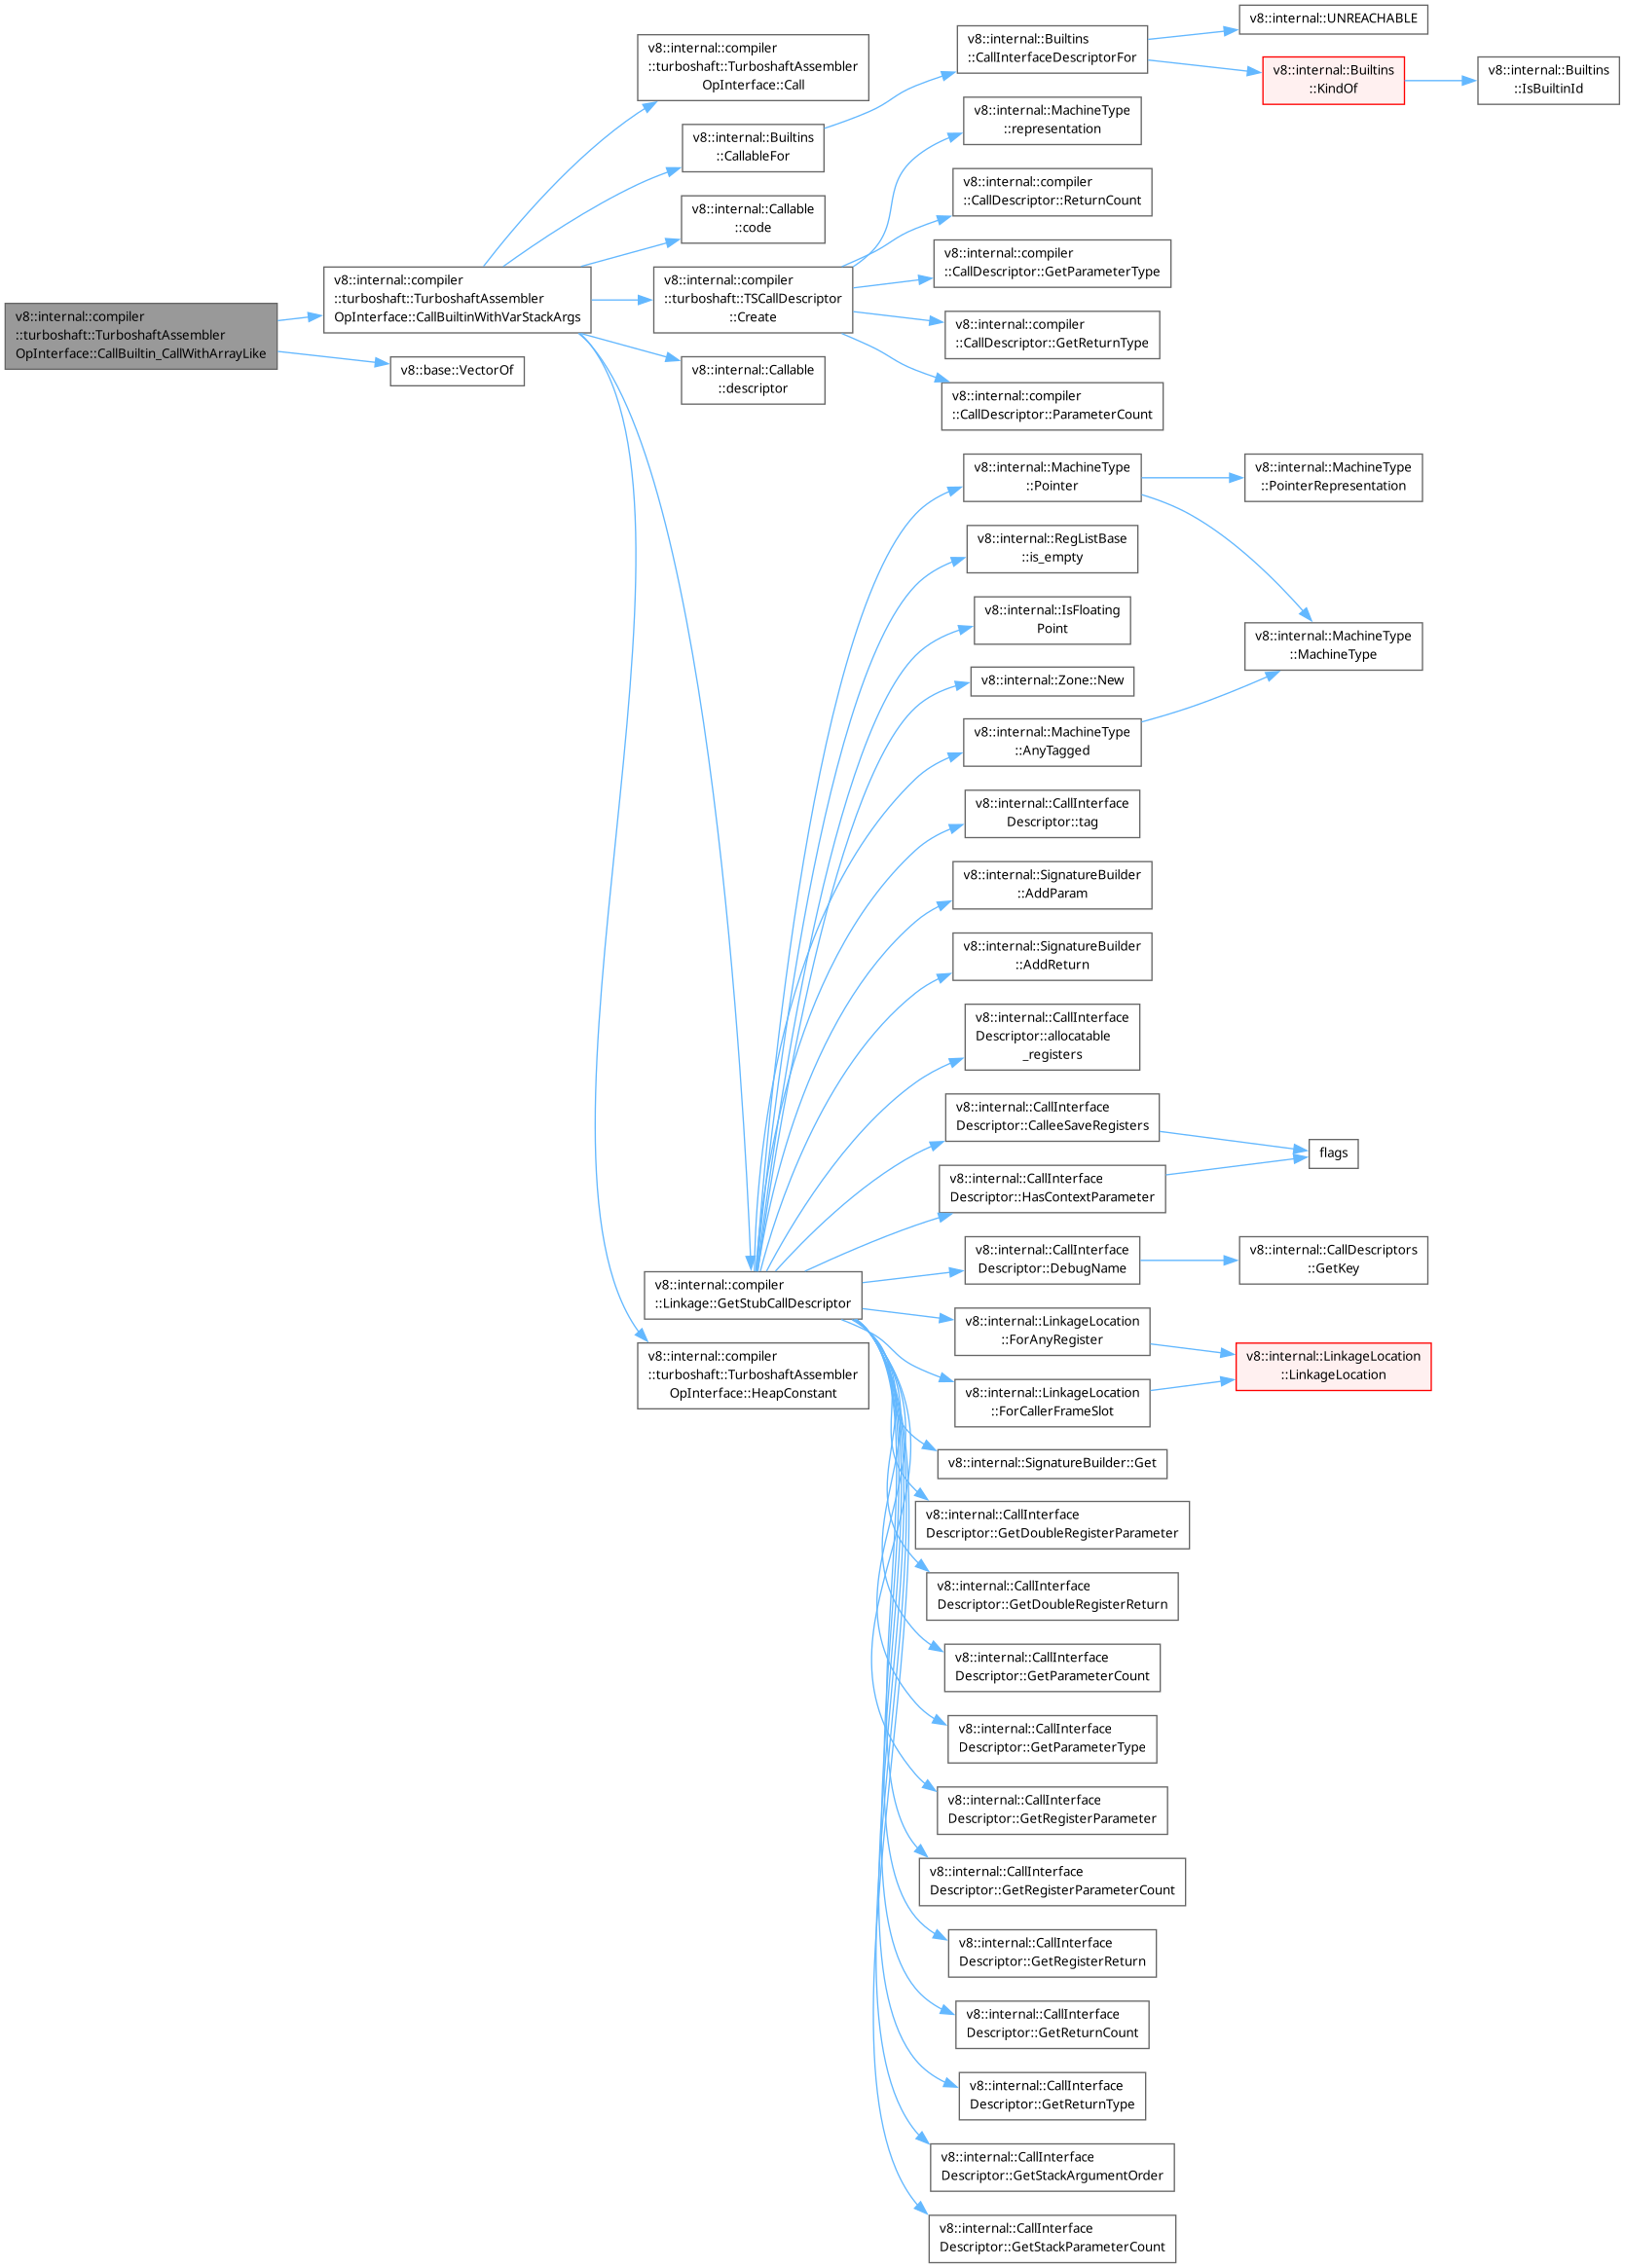 v8::internal::compiler
::turboshaft::TurboshaftAssembler
OpInterface::CallBuiltin_CallWithArrayLike
v8::internal::compiler
::turboshaft::TurboshaftAssembler
OpInterface::CallBuiltinWithVarStackArgs
v8::base::VectorOf
v8::internal::compiler
::turboshaft::TurboshaftAssembler
OpInterface::Call
v8::internal::Builtins
::CallableFor
v8::internal::Callable
::code
v8::internal::compiler
::turboshaft::TSCallDescriptor
::Create
v8::internal::Callable
::descriptor
v8::internal::compiler
::Linkage::GetStubCallDescriptor
v8::internal::compiler
::turboshaft::TurboshaftAssembler
OpInterface::HeapConstant
v8::internal::Builtins
::CallInterfaceDescriptorFor
v8::internal::MachineType
::representation
v8::internal::compiler
::CallDescriptor::ReturnCount
v8::internal::compiler
::CallDescriptor::GetParameterType
v8::internal::compiler
::CallDescriptor::GetReturnType
v8::internal::compiler
::CallDescriptor::ParameterCount
v8::internal::MachineType
::Pointer
v8::internal::RegListBase
::is_empty
v8::internal::IsFloating
Point
v8::internal::Zone::New
v8::internal::MachineType
::AnyTagged
v8::internal::CallInterface
Descriptor::tag
v8::internal::SignatureBuilder
::AddParam
v8::internal::SignatureBuilder
::AddReturn
v8::internal::CallInterface
Descriptor::allocatable
_registers
v8::internal::CallInterface
Descriptor::CalleeSaveRegisters
v8::internal::CallInterface
Descriptor::HasContextParameter
v8::internal::CallInterface
Descriptor::DebugName
v8::internal::LinkageLocation
::ForAnyRegister
v8::internal::LinkageLocation
::ForCallerFrameSlot
v8::internal::SignatureBuilder::Get
v8::internal::CallInterface
Descriptor::GetDoubleRegisterParameter
v8::internal::CallInterface
Descriptor::GetDoubleRegisterReturn
v8::internal::CallInterface
Descriptor::GetParameterCount
v8::internal::CallInterface
Descriptor::GetParameterType
v8::internal::CallInterface
Descriptor::GetRegisterParameter
v8::internal::CallInterface
Descriptor::GetRegisterParameterCount
v8::internal::CallInterface
Descriptor::GetRegisterReturn
v8::internal::CallInterface
Descriptor::GetReturnCount
v8::internal::CallInterface
Descriptor::GetReturnType
v8::internal::CallInterface
Descriptor::GetStackArgumentOrder
v8::internal::CallInterface
Descriptor::GetStackParameterCount
v8::internal::UNREACHABLE
v8::internal::Builtins
::KindOf
v8::internal::MachineType
::PointerRepresentation
v8::internal::MachineType
::MachineType
flags
v8::internal::CallDescriptors
::GetKey
v8::internal::LinkageLocation
::LinkageLocation
v8::internal::Builtins
::IsBuiltinId